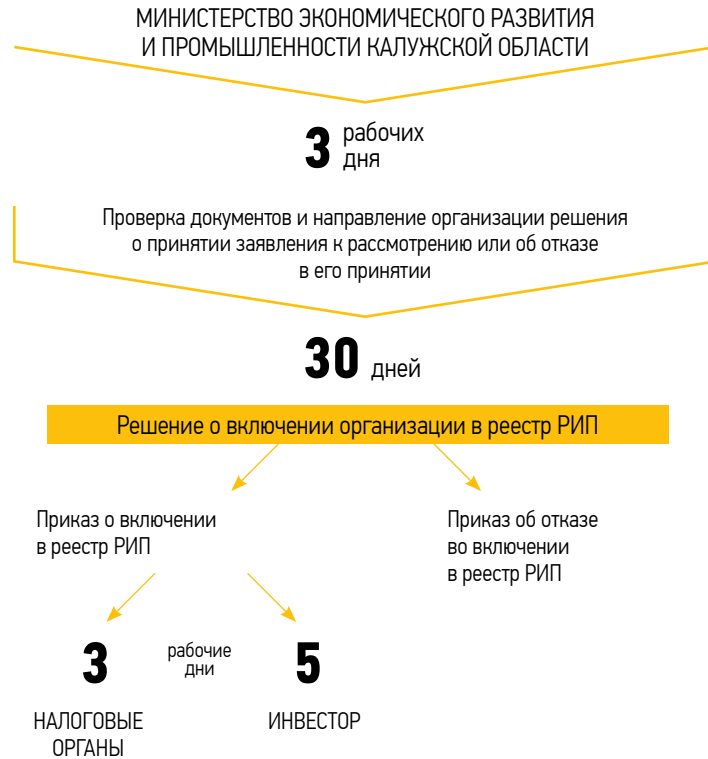 МИНИСТЕРСТВО ЭКОНОМИЧЕСКОГО РАЗВИТИЯ
И ПРОМЫШЛЕННОСТИ КАЛУЖСКОЙ ОБЛАСТИ
3 рабочих
дня
Проверка документов и направление организации решения
о принятии заявления к рассмотрению или об отказе
в его принятии
30 дней
Решение о включении организации в реестр РИП
Приказ о включении
в реестр РИП
Приказ об отказе
во включении
в реестр РИП
3 рабочие 5
дни
НАЛОГОВЫЕ
ОРГАНЫ
ИНВЕСТОР